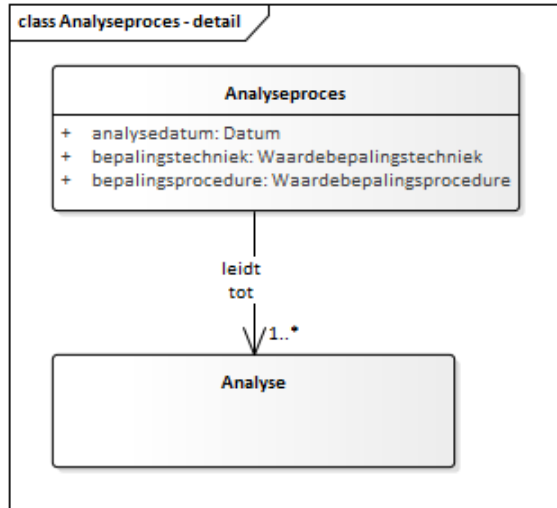 class Analyseproces - detail
Analyseproces
+ analysedatum: Datum
+ bepalingstechniek: Waardebepalingstechniek
+ bepalingsprocedure: Waardebepalingsprocedure
leidt
tot
1..*
Analyse